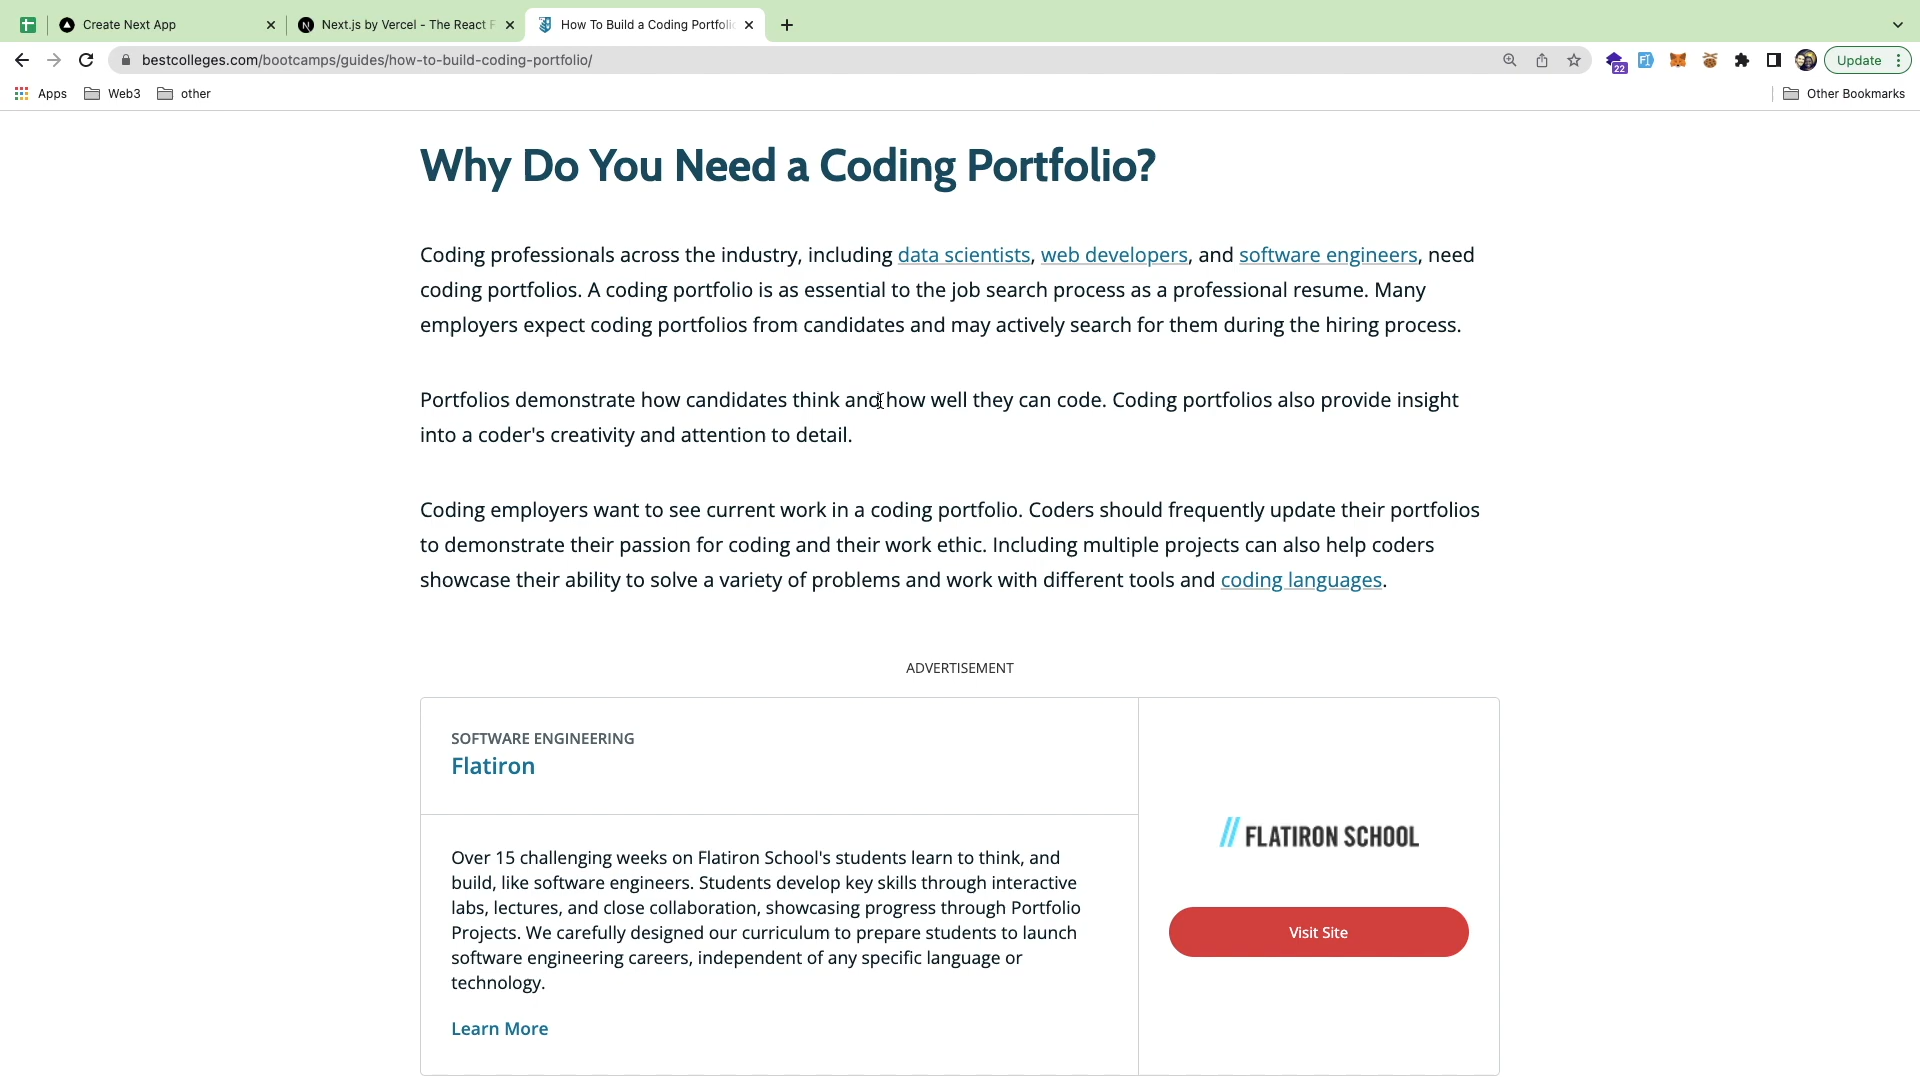 Create Next App
Next.js by Vercel - The React F
How To Build a Coding Portfolio
bestcolleges.com/bootcamps/guides/how-to-build-coding-portfolio/
22
Update
Apps
Web3
other
Other Bookmarks
Why Do You Need a Coding Portfolio?
Coding professionals across the industry, including data scientists, web developers, and software engineers, need
coding portfolios. A coding portfolio is as essential to the job search process as a professional resume. Many
employers expect coding portfolios from candidates and may actively search for them during the hiring process.
Portfolios demonstrate how candidates think and how well they can code. Coding portfolios also provide insight
into a coder's creativity and attention to detail.
Coding employers want to see current work in a coding portfolio. Coders should frequently update their portfolios
to demonstrate their passion for coding and their work ethic. Including multiple projects can also help coders
showcase their ability to solve a variety of problems and work with different tools and coding languages.
ADVERTISEMENT
SOFTWARE ENGINEERING
Flatiron
Over 15 challenging weeks on Flatiron School's students learn to think, and
build, like software engineers. Students develop key skills through interactive
labs, lectures, and close collaboration, showcasing progress through Portfolio
Projects. We carefully designed our curriculum to prepare students to launch
software engineering careers, independent of any specific language or
technology.
Learn More
// FLATIRON SCHOOL
Visit Site